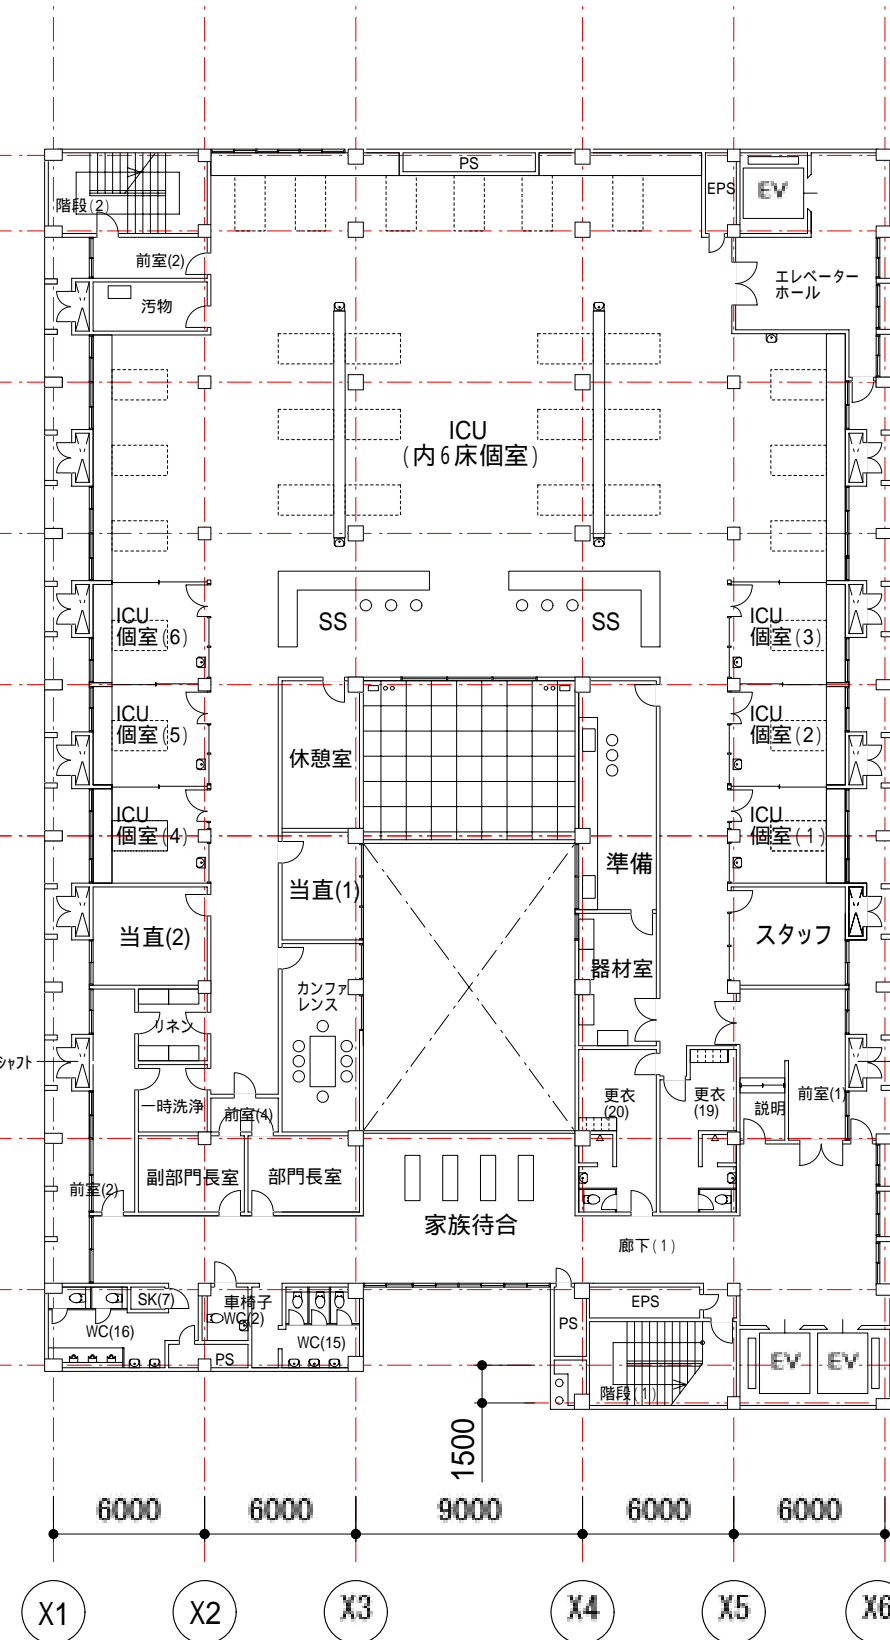 PS
EPS
EV
階段(2)
前室(2)
エレベーター
ホール
汚物
ICU
(内6床個室)
SS
SS
ICU
個室(6)
ICU
個室(3)
ICU
個室(5)
ICU
個室(2)
休憩室
ICU
個室(4)
ICU
個室(1)
準備
当直(1)
当直(2)
スタッフ
器材室
カンファ
レンス
リネン
シャフト
一時洗浄
前室(4)
更衣
(20)
更衣
(19)
説明
前室(1)
副部門長室
部門長室
前室(2)
家族待合
廊下(1)
SK(7)
車椅子
WC(2)
EPS
WC(16)
WC(15)
PS
PS
EV
EV
階段(1)
1500
6000
6000
9000
6000
6000
X1
X2
X3
X4
X5
X6